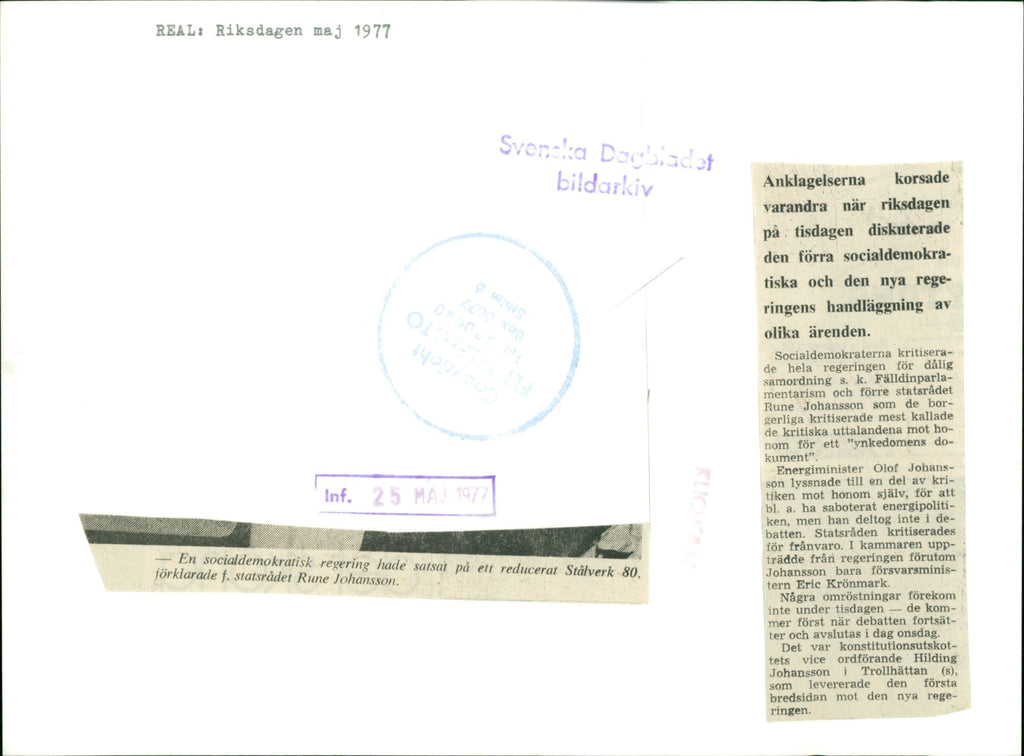 REAL: Riksdagen maj 1977
Svenska Dagbladet
bildarkiv
Copyright
Box 3077
Sthlm 6
Inf. 25 MAJ 1977
— En socialdemokratisk regering hade satsat på ett reducerat Stålverk 80,
förklarade f. statsrådet Rune Johansson.
Anklagelserna korsade
varandra när riksdagen
på tisdagen diskuterade
den förra socialdemokra-
tiska och den nya rege-
ringens handläggning av
olika ärenden.
Socialdemokraterna kritisera-
de hela regeringen för dålig
samordning s. k. Fälldinparla-
mentarism och förre statsrådet
Rune Johansson som de bor-
gerliga kritiserade mest kallade
de kritiska uttalandena mot ho-
nom för ett "ynkedomens do-
kument".
Energiminister Olof Johans-
son lyssnade till en del av kri-
tiken mot honom själv, för att
bl. a. ha saboterat energipoliti-
ken, men han deltog inte i de-
batten. Statsråden kritiserades
för frånvaro. I kammaren upp-
trädde från regeringen förutom
Johansson bara försvarsminis-
tern Eric Krönmark.
Några omröstningar förekom
inte under tisdagen — de kom-
mer först när debatten fortsät-
ter och avslutas i dag onsdag.
Det var konstitutionsutskot-
tets vice ordförande Hilding
Johansson i Trollhättan (s),
som levererade den första
bredsidan mot den nya rege-
ringen.